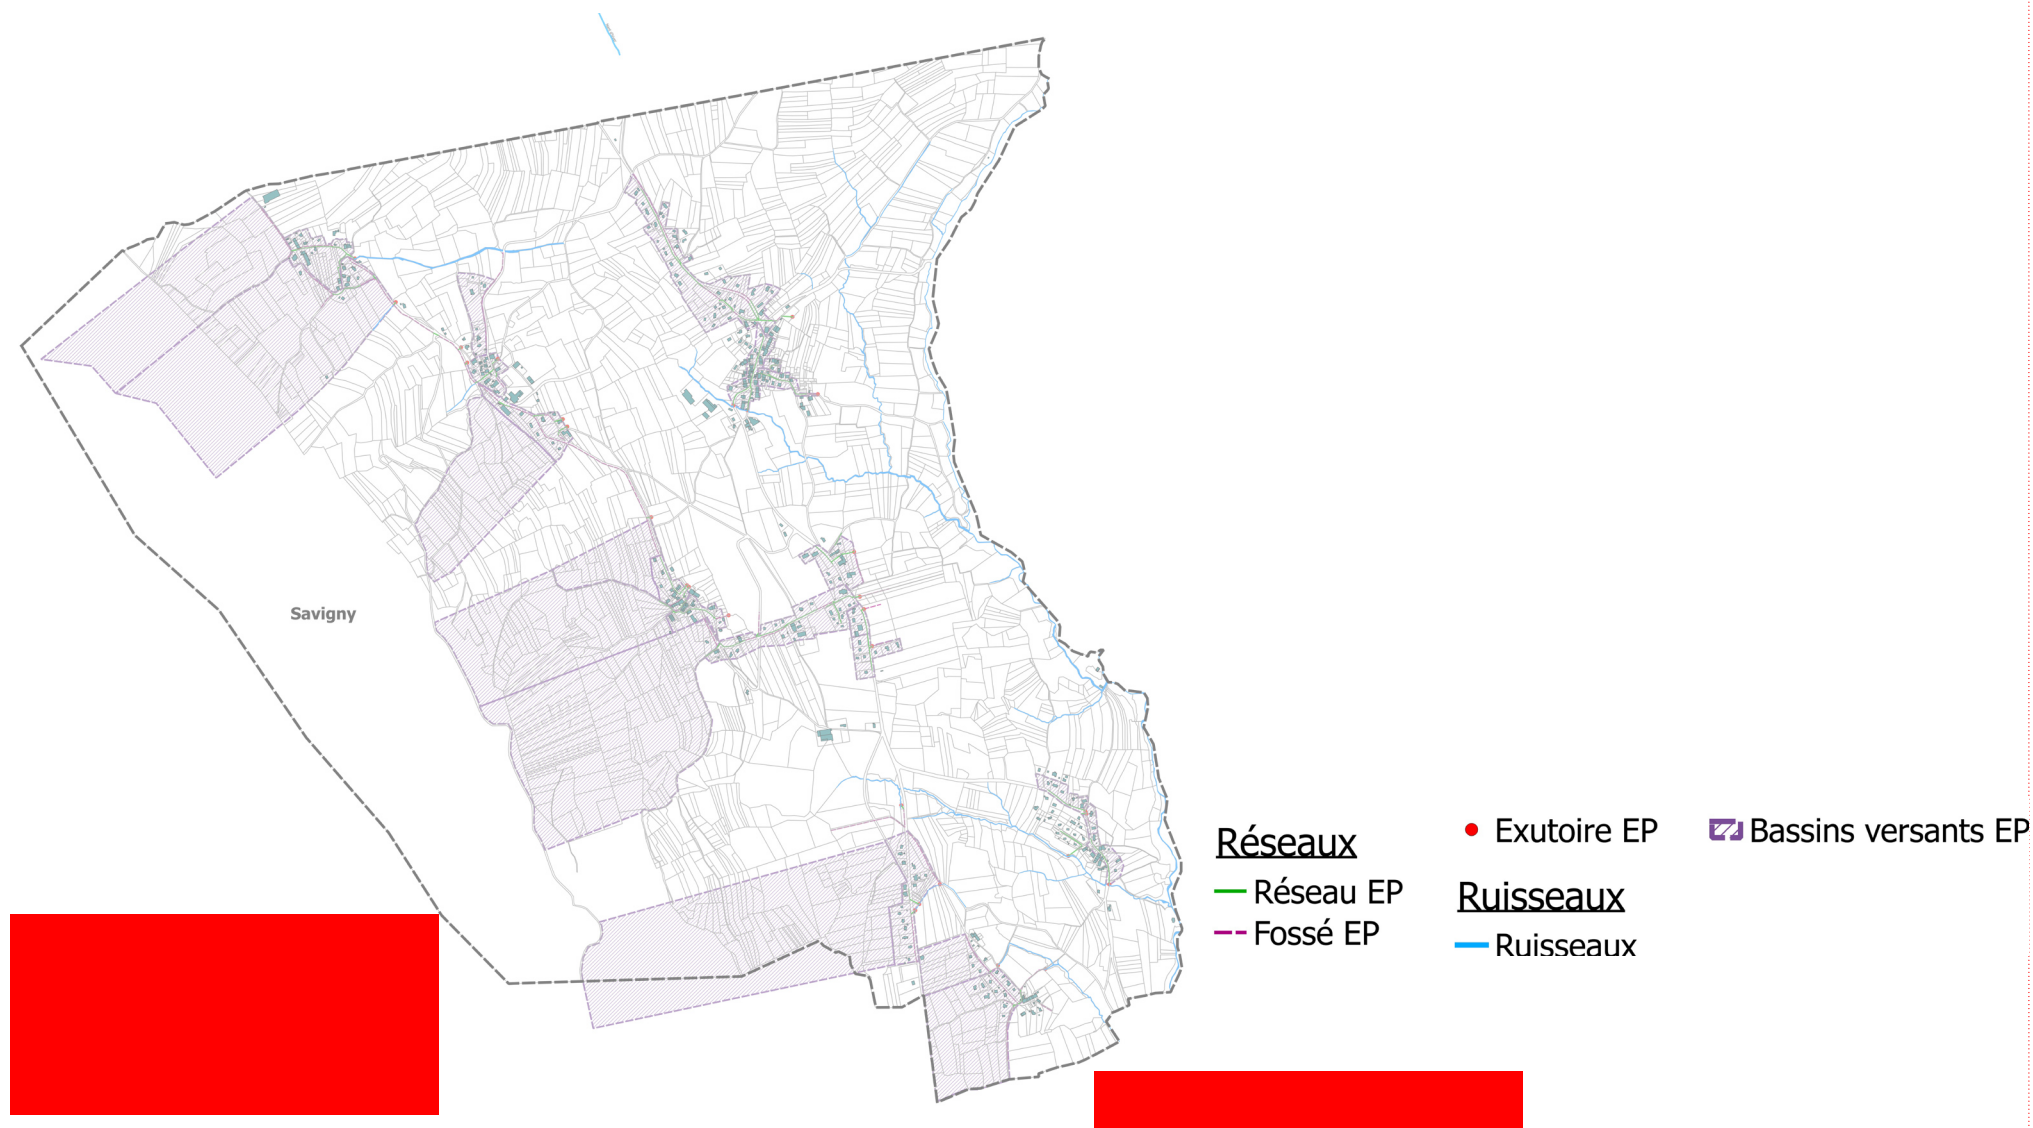 Savigny
Réseaux
Réseau EP
Fossé EP
Exutoire EP
Ruisseaux
Ruisseaux
Bassins versants EP